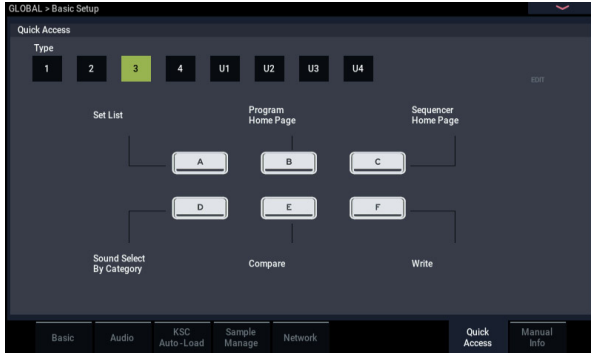 GLOBAL > Basic Setup
Quick Access
Type
1 2 3 4 U1 U2 U3 U4
EDIT
Set List
Program
Home Page
Sequencer
Home Page
A B C
D E F
Sound Select
By Category
Compare
Write
Basic Audio KSC
Auto-Load Sample
Manage Network Quick
Access Manual
Info